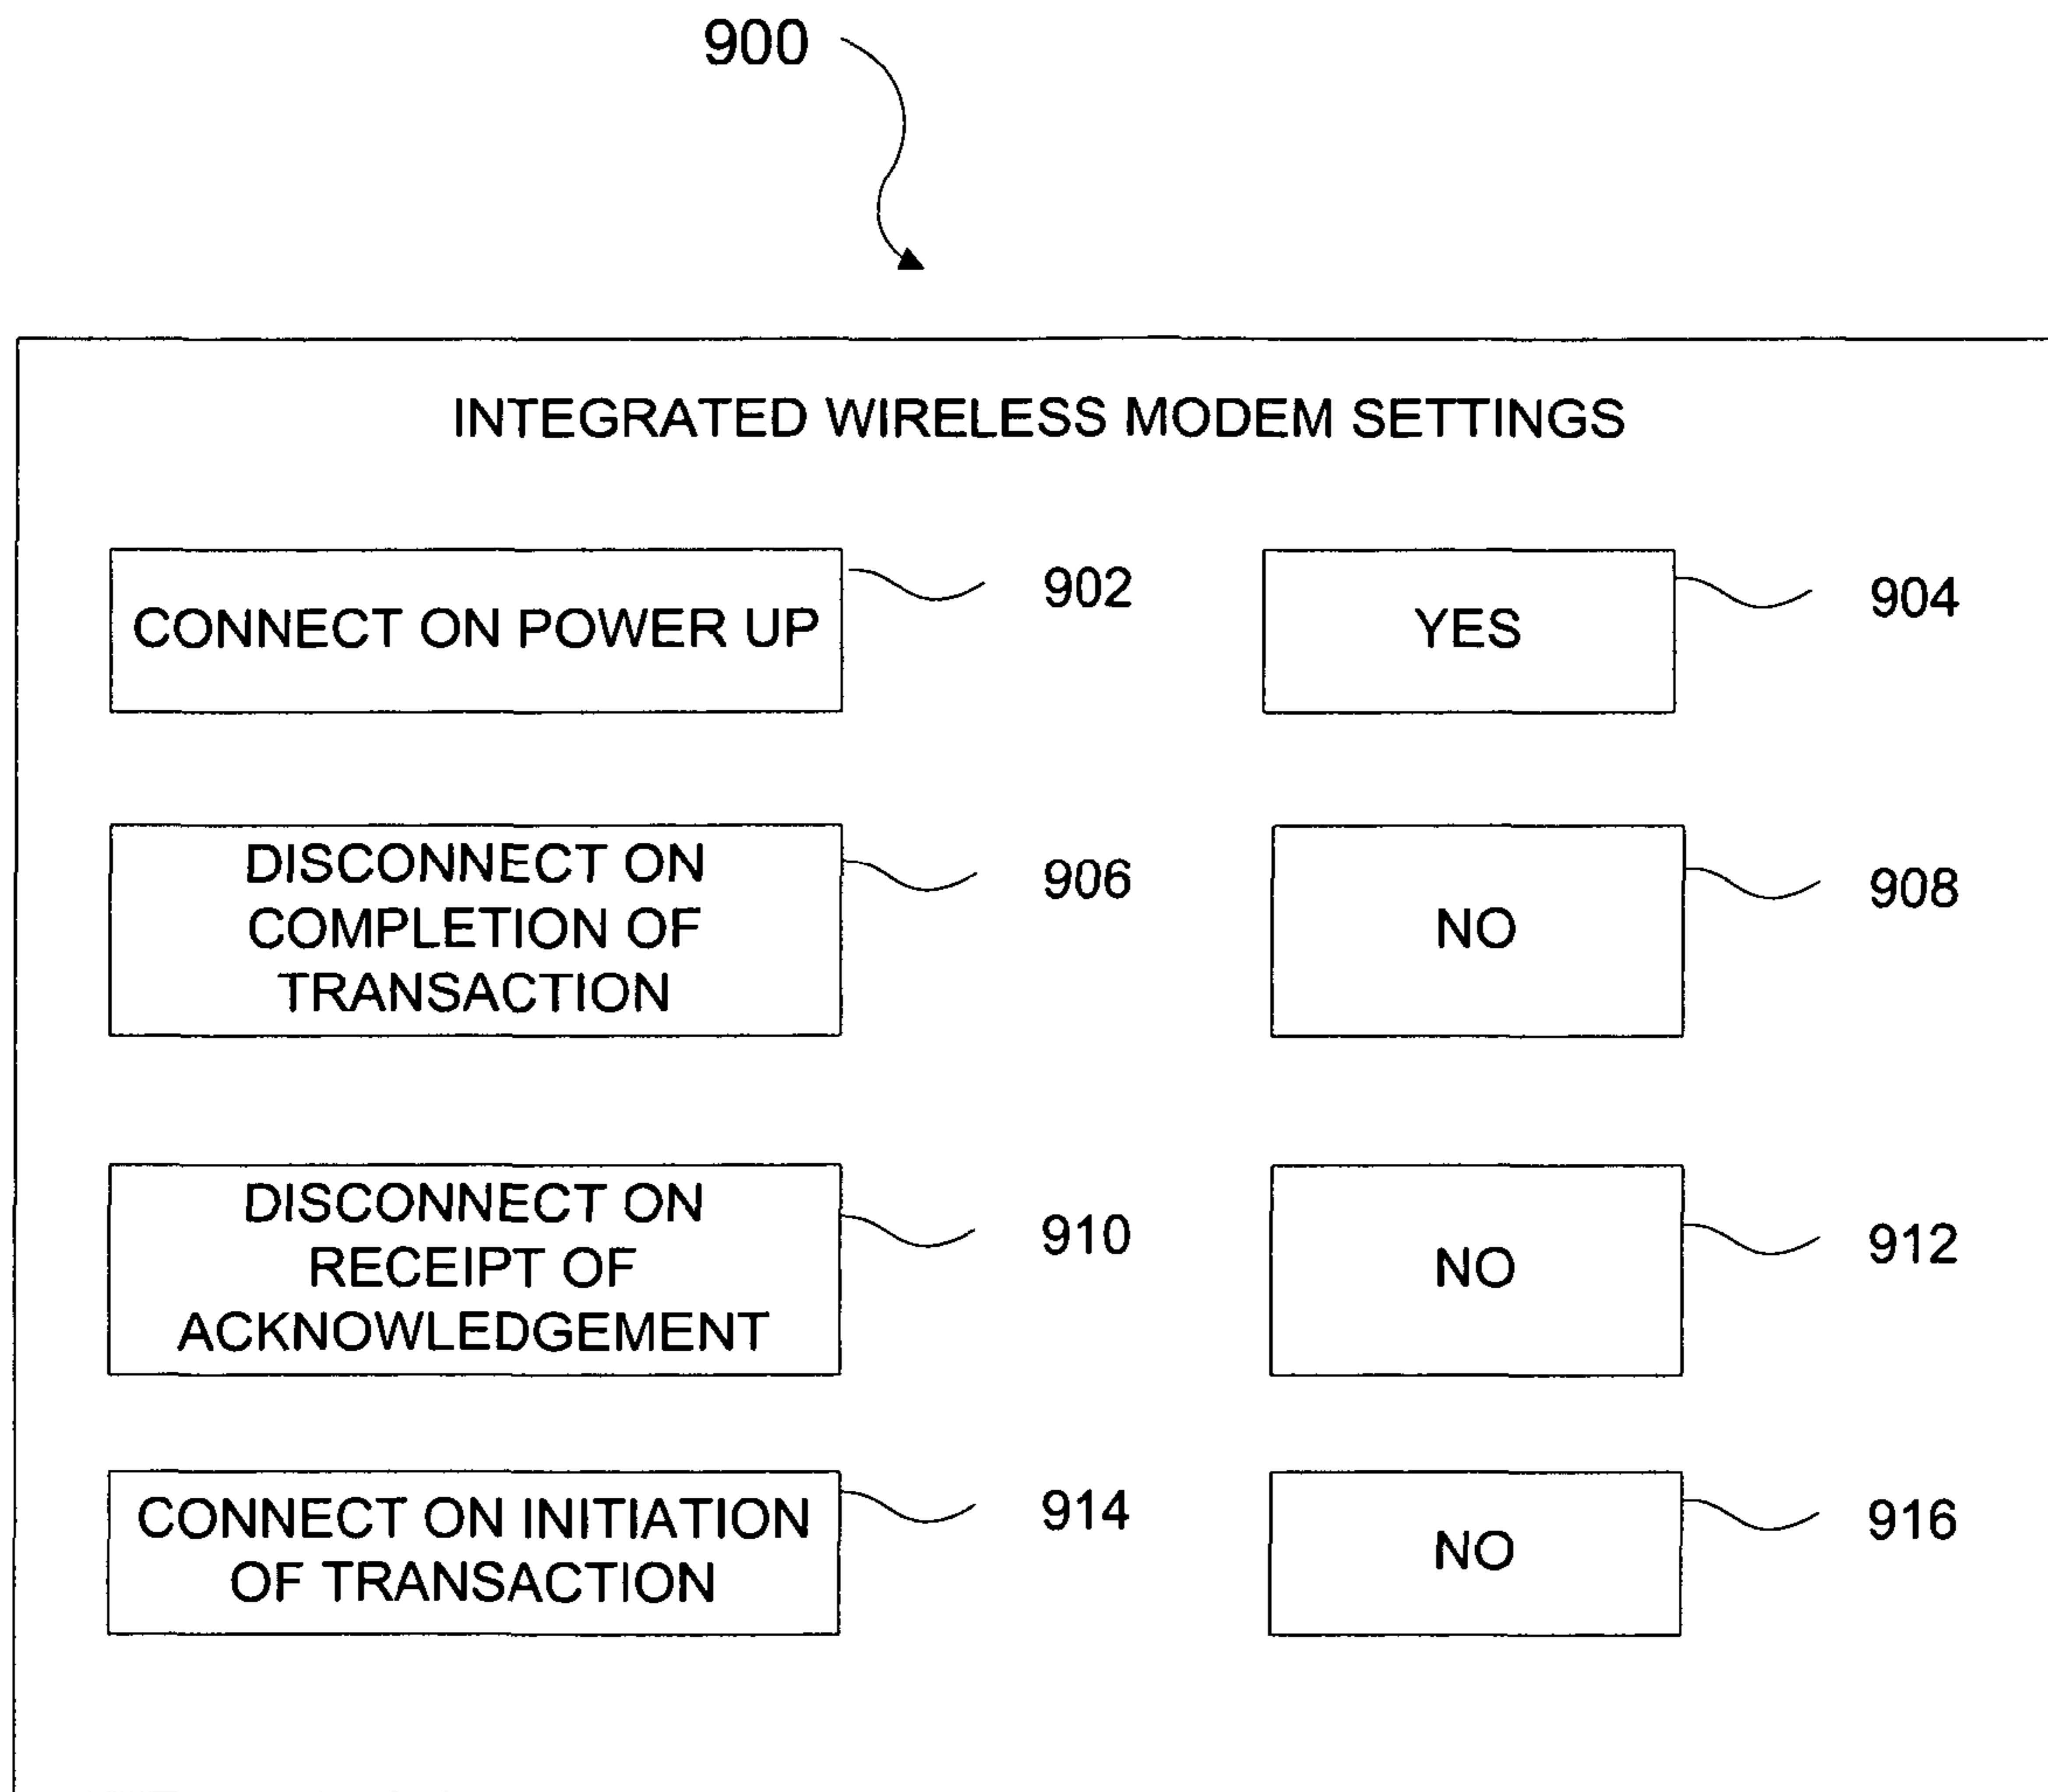 900
INTEGRATED WIRELESS MODEM SETTINGS
CONNECT ON POWER UP
902
YES
904
DISCONNECT ON
COMPLETION OF
TRANSACTION
906
NO
908
DISCONNECT ON
RECEIPT OF
ACKNOWLEDGEMENT
910
NO
912
CONNECT ON INITIATION
OF TRANSACTION
914
NO
916